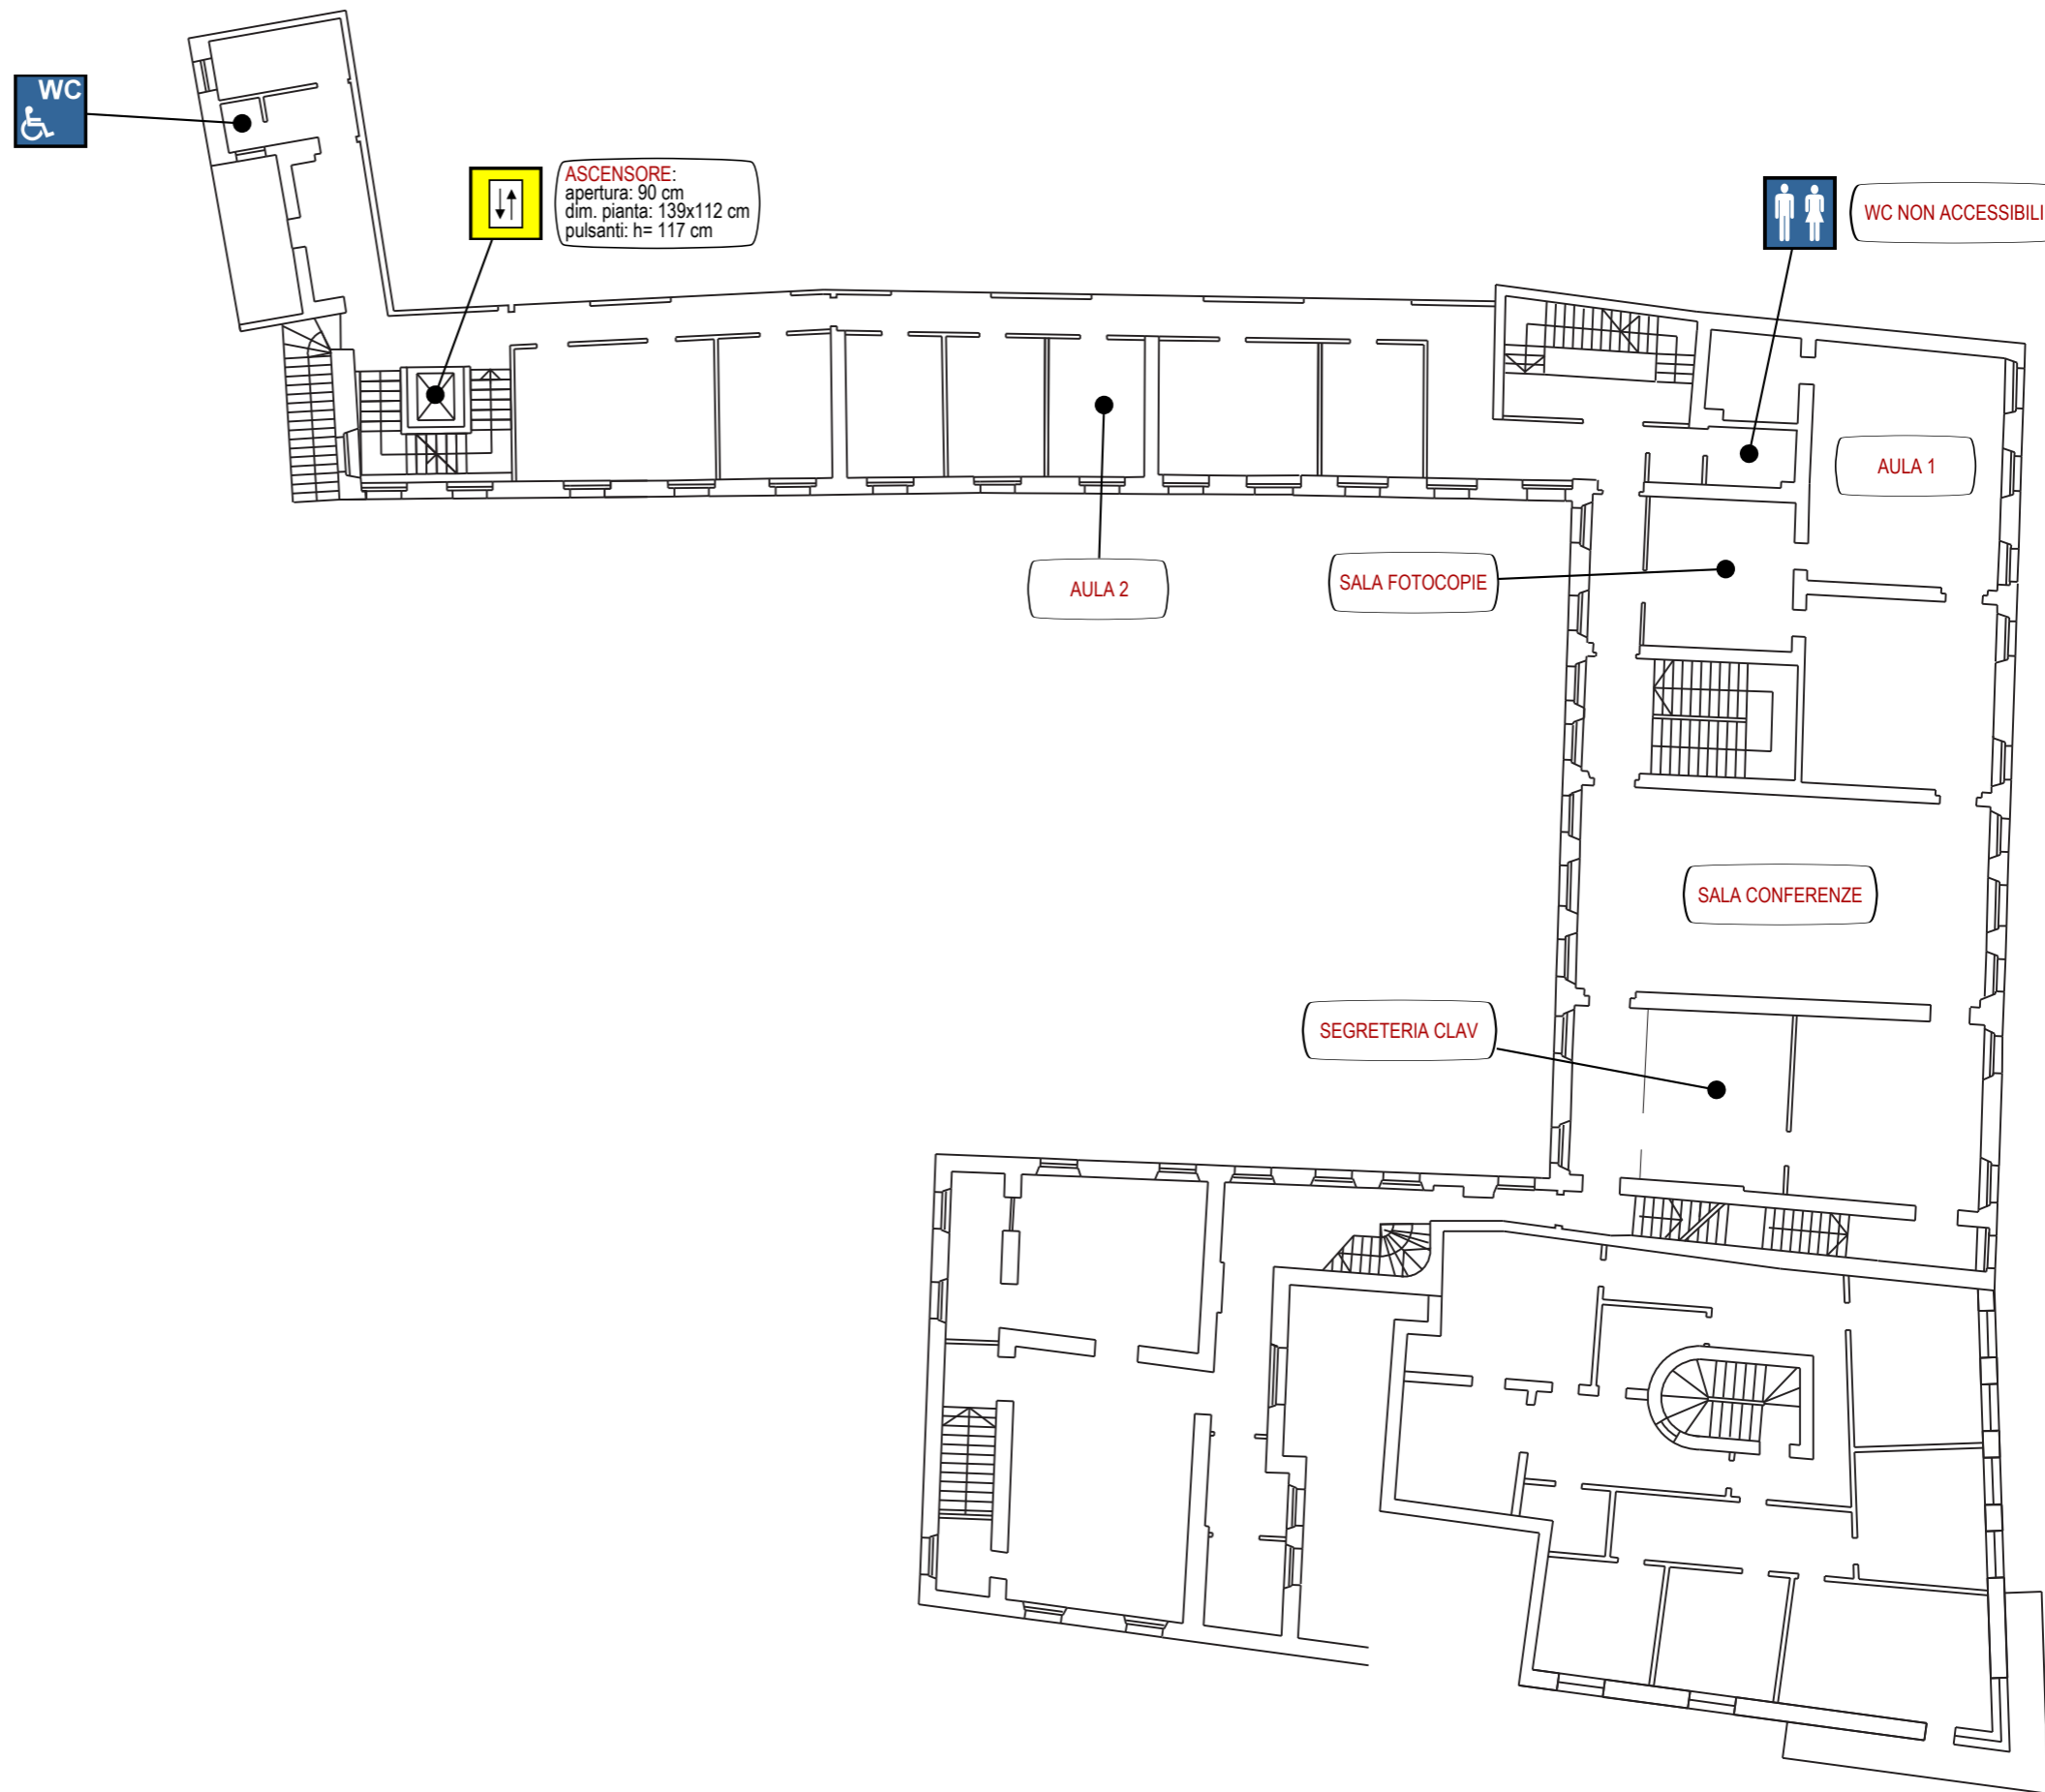 WC
ASCENSORE:
apertura: 90 cm
dim. pianta: 139x112 cm
pulsanti: h= 117 cm
WC NON ACCESSIBILI
AULA 1
AULA 2
SALA FOTOCOPIE
SALA CONFERENZE
SEGRETERIA CLAV